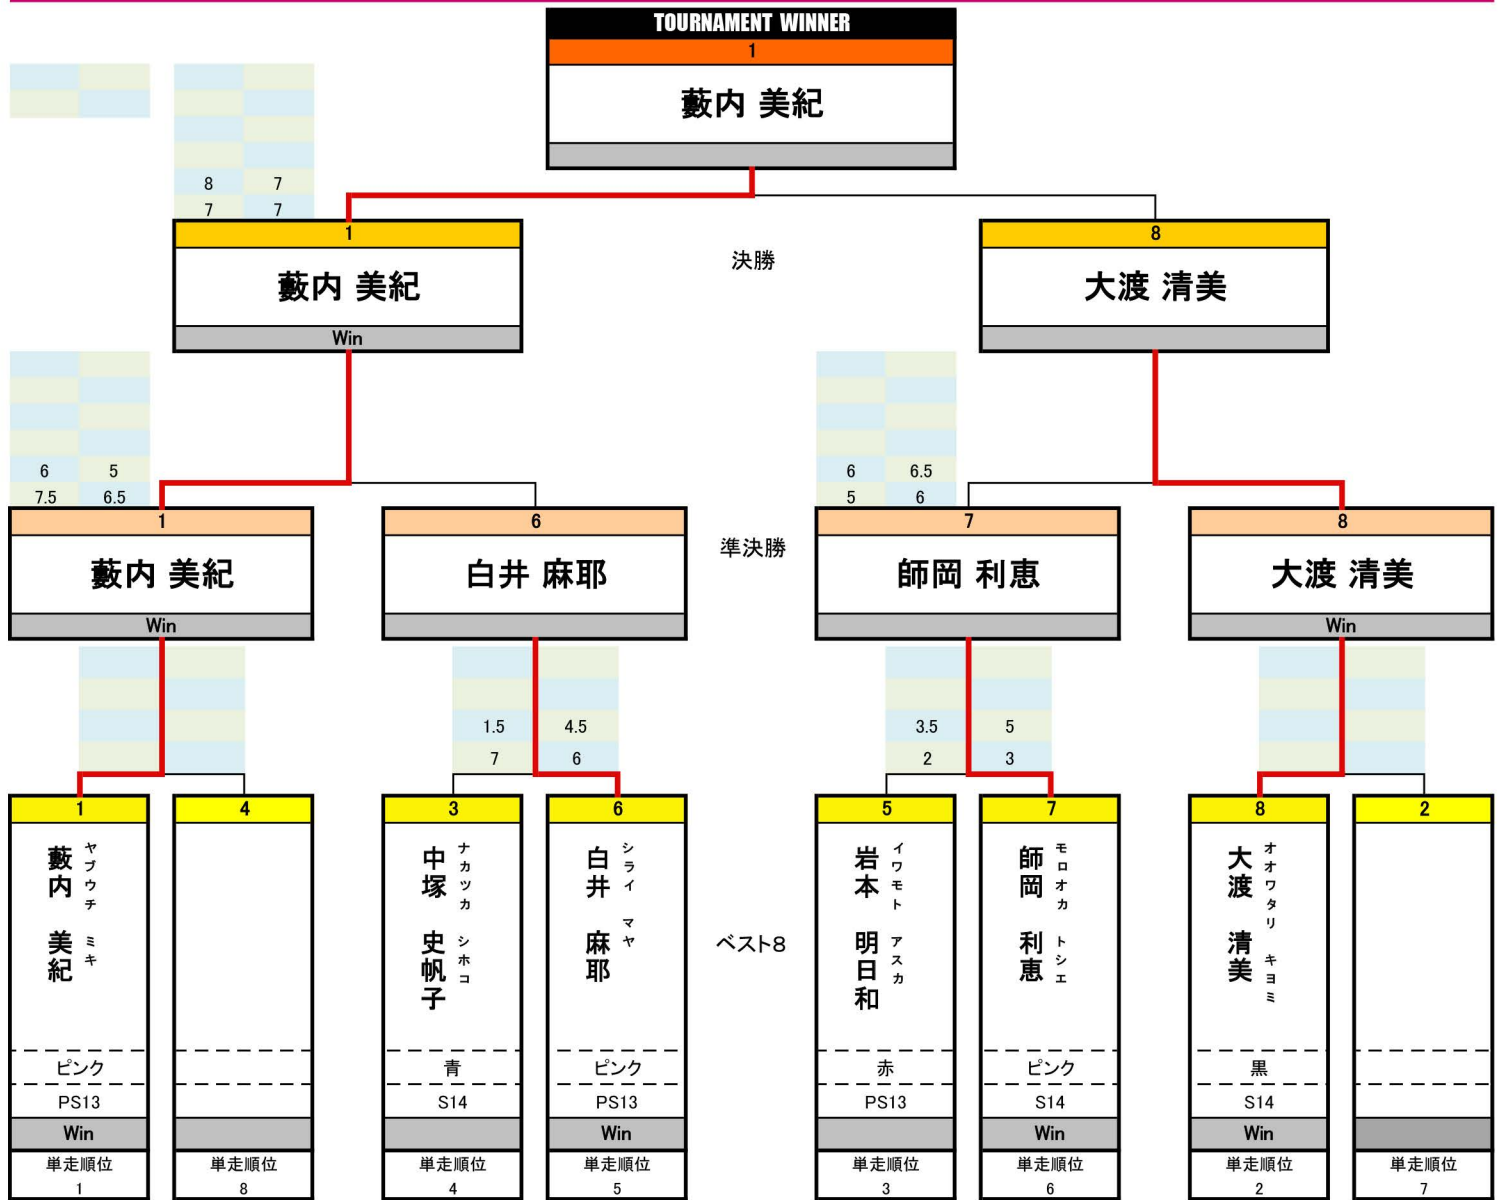 TOURNAMENT WINNER
1
藪内 美紀
8 7
7 7
1
藪内 美紀
Win
決勝
8
大渡 清美
6 5
7.5 6.5
6 6.5
5 6
1
藪内 美紀
Win
6
白井 麻耶
準決勝
7
師岡 利恵
8
大渡 清美
Win
1.5 4.5
7 6
3.5 5
2 3
1
藪内 美紀
ヤブウチ ミキ
ピンク
PS13
Win
単走順位
1
4
単走順位
8
3
中塚 史帆子
ナカツカ シホコ
青
S14
単走順位
4
6
白井 麻耶
シライ マヤ
ピンク
PS13
Win
単走順位
5
ベスト8
5
岩本 明日和
イワモト アスカ
赤
PS13
単走順位
3
7
師岡 利恵
モロオカ トシエ
ピンク
S14
Win
単走順位
6
8
大渡 清美
オオワタリ キヨミ
黒
S14
Win
単走順位
2
2
単走順位
7